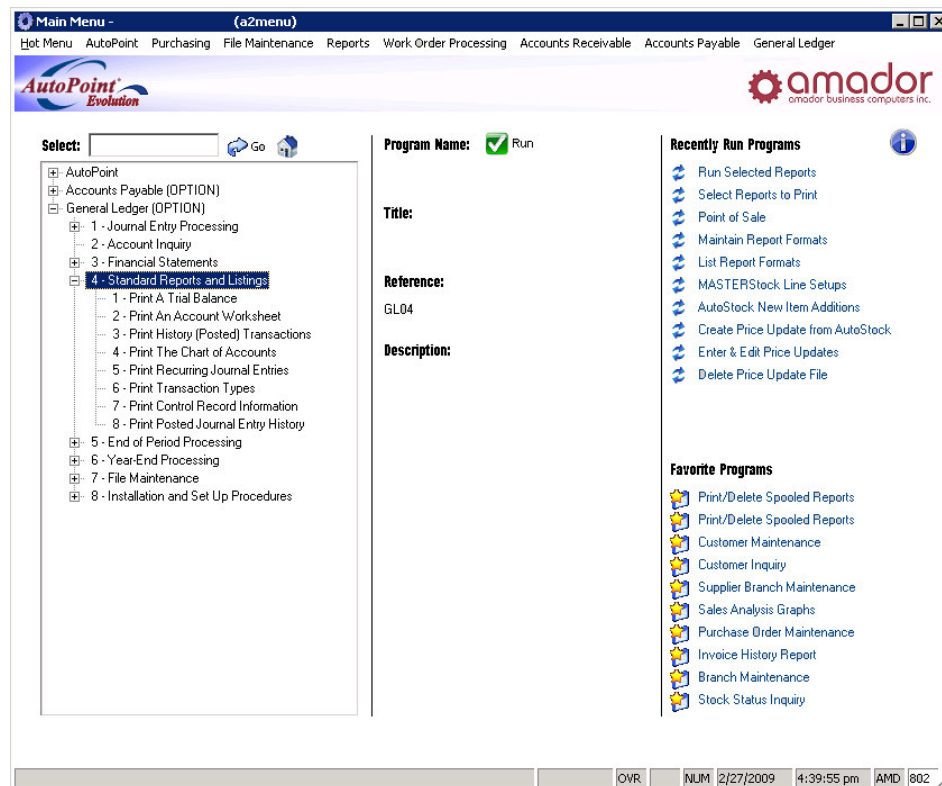 Main Menu - (a2menu)
Hot Menu AutoPoint Purchasing File Maintenance Reports Work Order Processing Accounts Receivable Accounts Payable General Ledger
AutoPoint
Evolution
amador
amador business computers inc.
Select: Go
AutoPoint
Accounts Payable (OPTION)
General Ledger (OPTION)
1 - Journal Entry Processing
2 - Account Inquiry
3 - Financial Statements
4 - Standard Reports and Listings
1 - Print A Trial Balance
2 - Print An Account Worksheet
3 - Print History (Posted) Transactions
4 - Print The Chart of Accounts
5 - Print Recurring Journal Entries
6 - Print Transaction Types
7 - Print Control Record Information
8 - Print Posted Journal Entry History
5 - End of Period Processing
6 - Year-End Processing
7 - File Maintenance
8 - Installation and Set Up Procedures
Program Name: Run
Title:
Reference:
GL04
Description:
Recently Run Programs
Run Selected Reports
Select Reports to Print
Point of Sale
Maintain Report Formats
List Report Formats
MASTERStock Line Setups
AutoStock New Item Additions
Create Price Update from AutoStock
Enter & Edit Price Updates
Delete Price Update File
Favorite Programs
Print/Delete Spooled Reports
Print/Delete Spooled Reports
Customer Maintenance
Customer Inquiry
Supplier Branch Maintenance
Sales Analysis Graphs
Purchase Order Maintenance
Invoice History Report
Branch Maintenance
Stock Status Inquiry
OVR NUM 2/27/2009 4:39:55 pm AMD 802